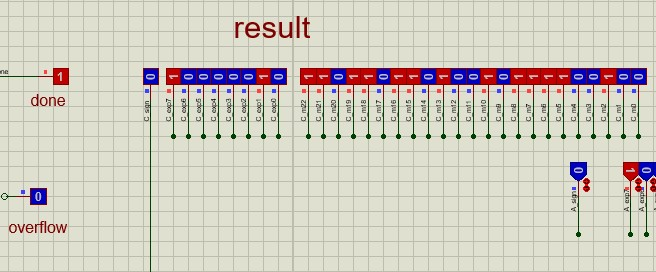 result
1 0 1 0 0 0 0 0 1 0 1 1 0 1 1 0 1 1 0 1 0 0 1 0 1 1 1 1 0 0 1 0 0
done
C_sign C_exp7 C_exp6 C_exp5 C_exp4 C_exp3 C_exp2 C_exp1 C_exp0 C_m22 C_m21 C_m20 C_m19 C_m18 C_m17 C_m16 C_m15 C_m14 C_m13 C_m12 C_m11 C_m10 C_m9 C_m8 C_m7 C_m6 C_m5 C_m4 C_m3 C_m2 C_m1 C_m0
0 1 0
0
A_sign
overflow